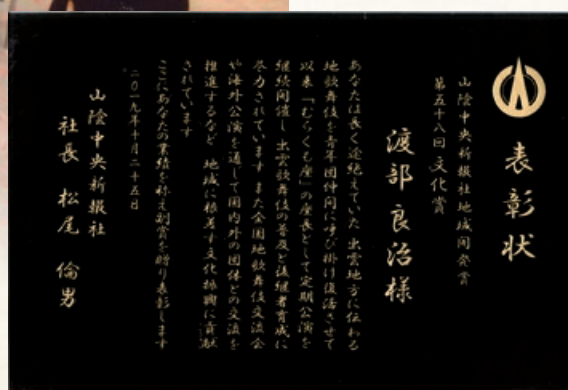 表彰状
山陰中央新報社地域開発賞
第五十八回 文化賞
渡部良治様
あなたは長く途絶えていた 出雲地方に伝わる
地歌舞伎を青年団仲間に呼び掛け復活させて
以来「むらくも座」の座長として定期公演を
継続開催し 出雲歌舞伎の普及と後継者育成に
尽力されています また全国地歌舞伎交流会
や海外公演を通して国内外の団体との交流を
推進するなど 地域に根差す文化振興に貢献
されています
ここにあなたの業績を称え副賞を贈り表彰します
二〇一九年十月二十五日
山陰中央新報社
社長 松尾 倫男